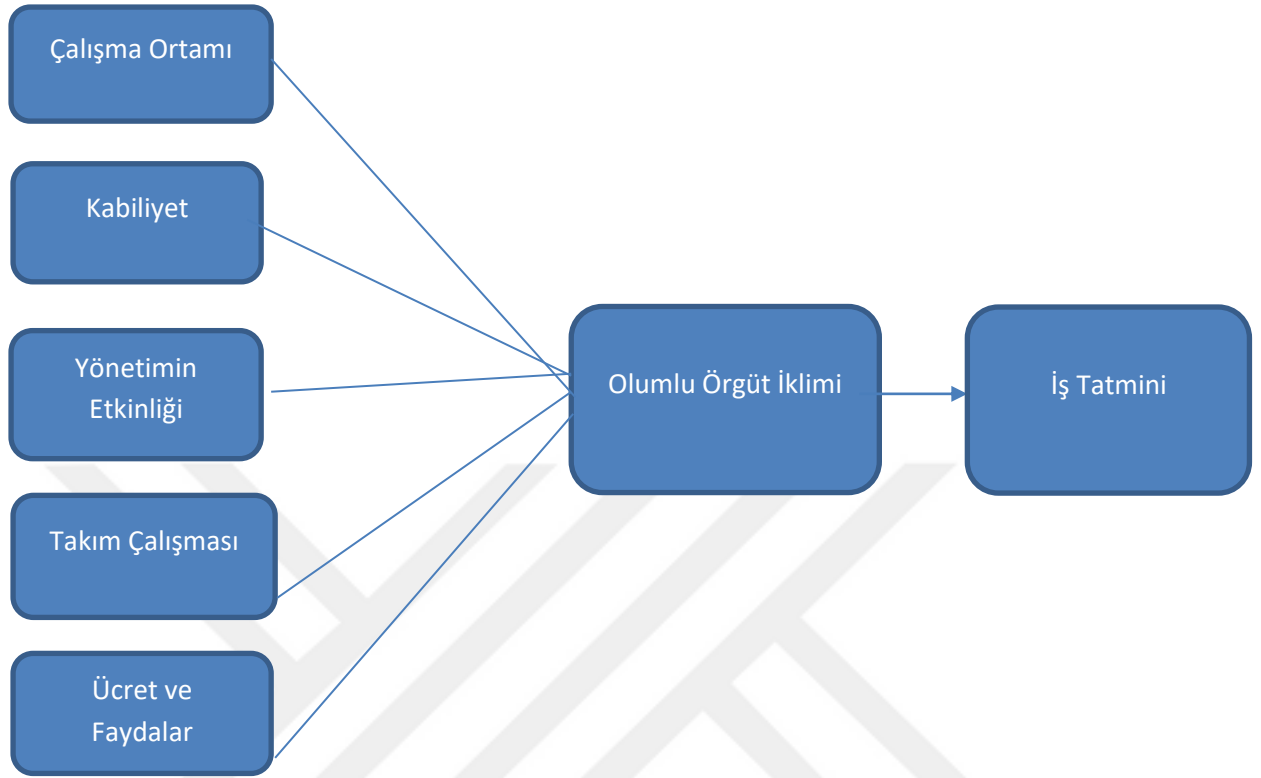 Çalışma Ortamı
Kabiliyet
Yönetimin
Etkinliği
Takım Çalışması
Ücret ve
Faydalar
Olumlu Örgüt İklimi
İş Tatmini